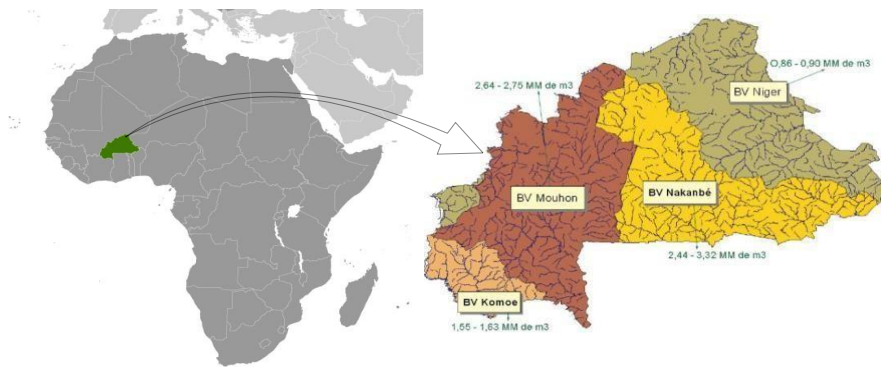 O,86 - 0,90 MM de m3
2,64 - 2,75 MM de m3
BV Niger
BV Mouhon
BV Nakanbé
2,44 - 3,32 MM de m3
BV Komoe
1,55 - 1,63 MM de m3